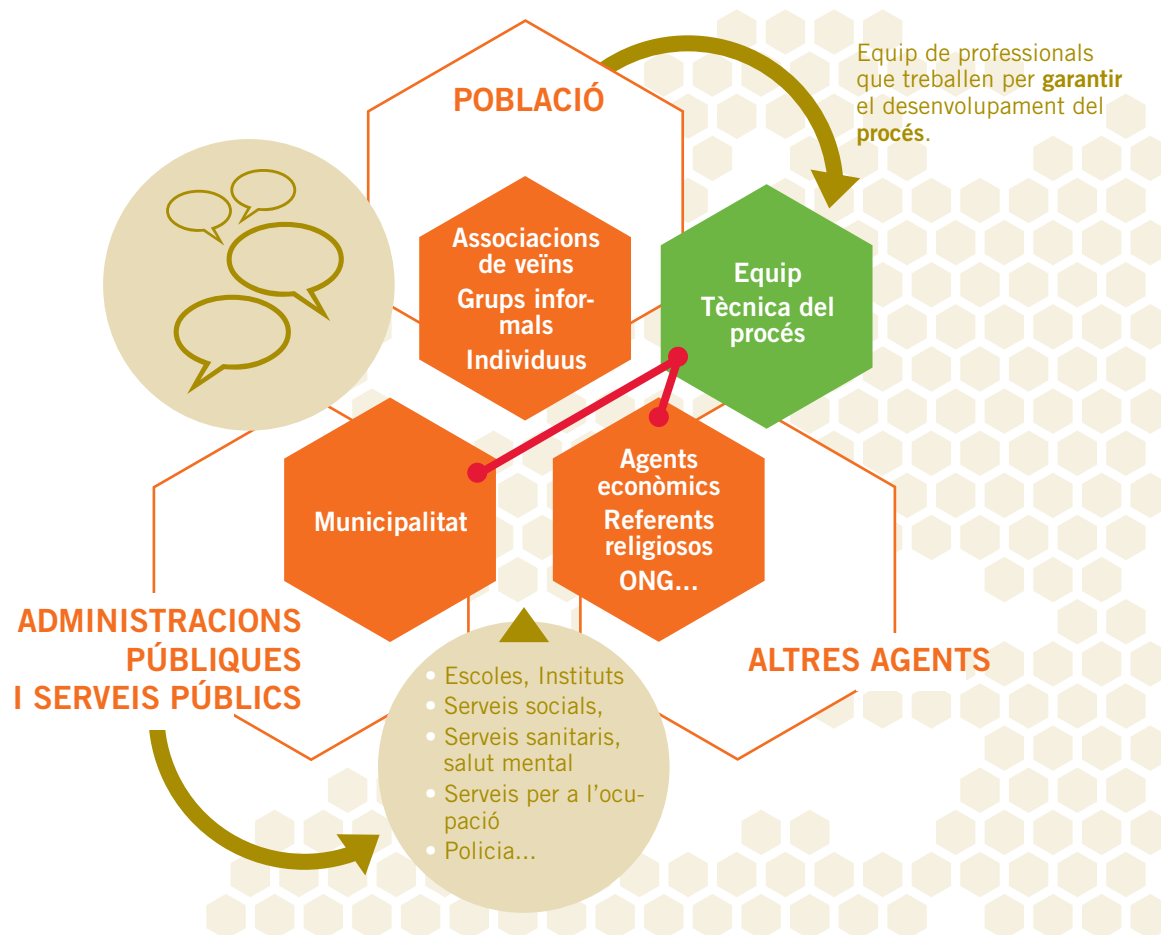 POBLACIÓ
Equip de professionals
que treballen per garantir
el desenvolupament del
procés.
Associacions
de veïns
Grups infor-
mals
Individuus
Equip
Tècnica del
procés
Municipalitat
Agents
econòmics
Referents
religiosos
ONG...
ADMINISTRACIONS
PÚBLIQUES
I SERVEIS PÚBLICS
ALTRES AGENTS
• Escoles, Instituts
• Serveis socials,
• Serveis sanitaris,
salut mental
• Serveis per a l’ocu-
pació
• Policia...